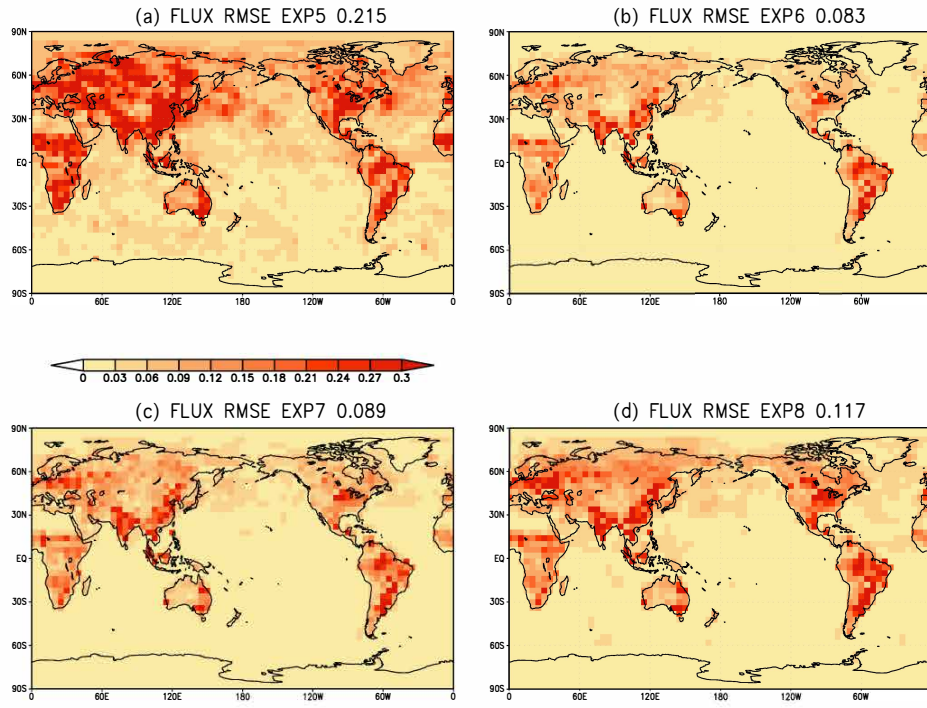 (a) FLUX RMSE EXP5 0.215
(b) FLUX RMSE EXP6 0.083
90N
60N
30N
EQ
30S
60S
90S
0 60E 120E 180 120W 60W 0
90N
60N
30N
EQ
30S
60S
90S
0 60E 120E 180 120W 60W
0 0.03 0.06 0.09 0.12 0.15 0.18 0.21 0.24 0.27 0.3
(c) FLUX RMSE EXP7 0.089
(d) FLUX RMSE EXP8 0.117
90N
60N
30N
EQ
30S
60S
90S
0 60E 120E 180 120W 60W 0
90N
60N
30N
EQ
30S
60S
90S
0 60E 120E 180 120W 60W